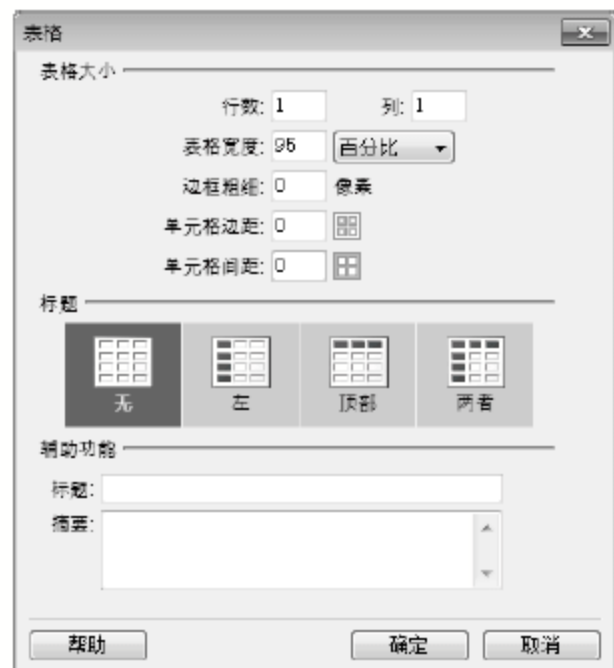 表格
表格大小
行数: 1 列: 1
表格宽度: 95 百分比
边框粗细: 0 像素
单元格边距: 0
单元格间距: 0
标题
无 左 顶部 两者
辅助功能
标题:
摘要:
帮助 确定 取消